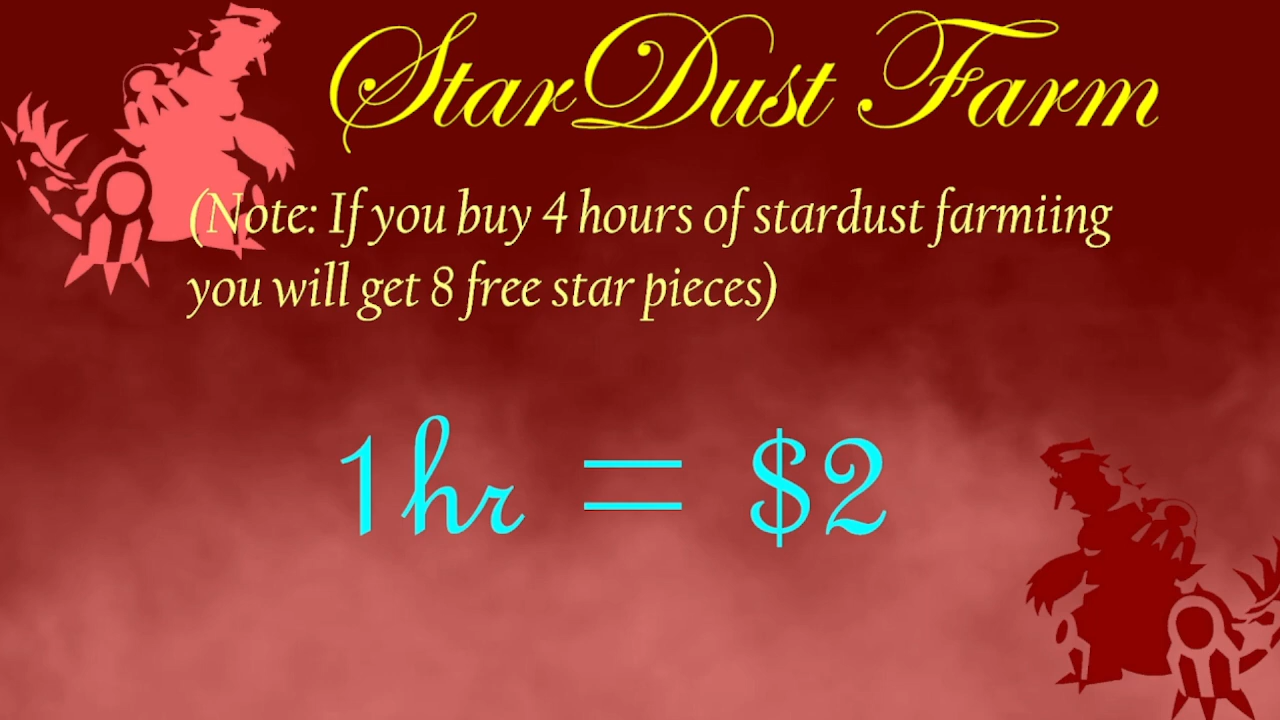 StarDust Farm
(Note: If you buy 4 hours of stardust farmiing
you will get 8 free star pieces)
1hr = $2